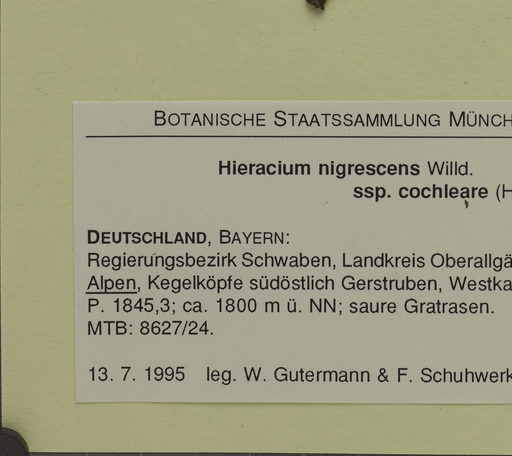 BOTANISCHE STAATSSAMMLUNG MÜNCH
Hieracium nigrescens Willd.
ssp. cochleare (H
DEUTSCHLAND, BAYERN:
Regierungsbezirk Schwaben, Landkreis Oberallgä
Alpen, Kegelköpfe südöstlich Gerstruben, Westka
P. 1845,3; ca. 1800 m ü. NN; saure Gratrasen.
MTB: 8627/24.
13. 7. 1995 leg. W. Gutermann & F. Schuhwerk